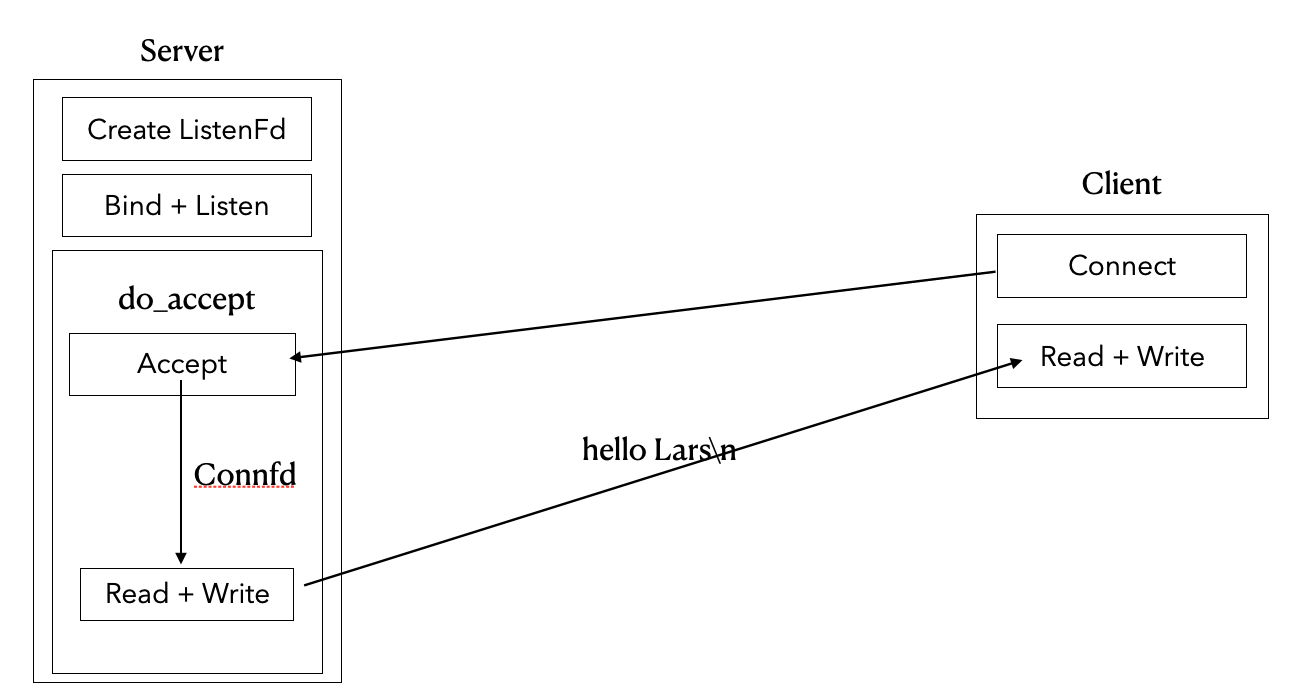 Server
Create ListenFd
Bind + Listen
do_accept
Accept
Connfd
Read + Write
hello Lars\n
Client
Connect
Read + Write